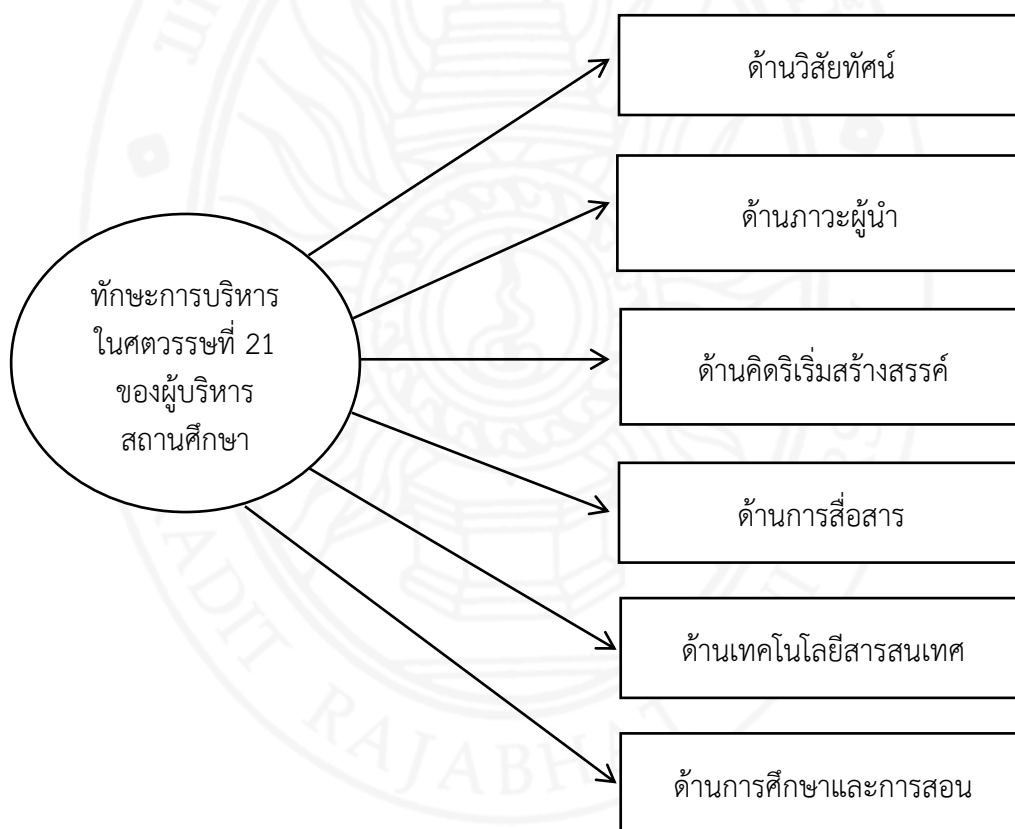 ด้านวิสัยทัศน์
ด้านภาวะผู้นำ
ทักษะการบริหาร
ในศตวรรษที่ 21
ของผู้บริหาร
สถานศึกษา
ด้านคิดริเริ่มสร้างสรรค์
ด้านการสื่อสาร
ด้านเทคโนโลยีสารสนเทศ
ด้านการศึกษาและการสอน
ADIT RAJABHAT